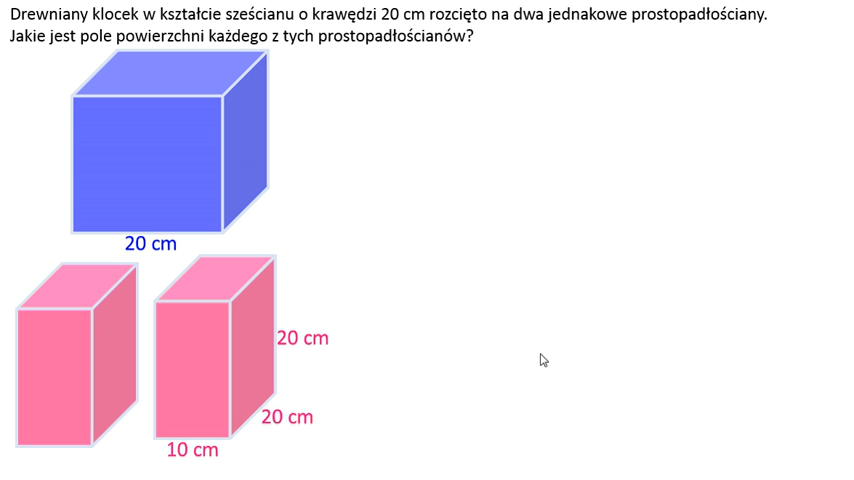 Drewniany klocek w kształcie sześcianu o krawędzi 20 cm rozcięto na dwa jednakowe prostopadłościany.
Jakie jest pole powierzchni każdego z tych prostopadłościanów?
20 cm
20 cm
20 cm
10 cm